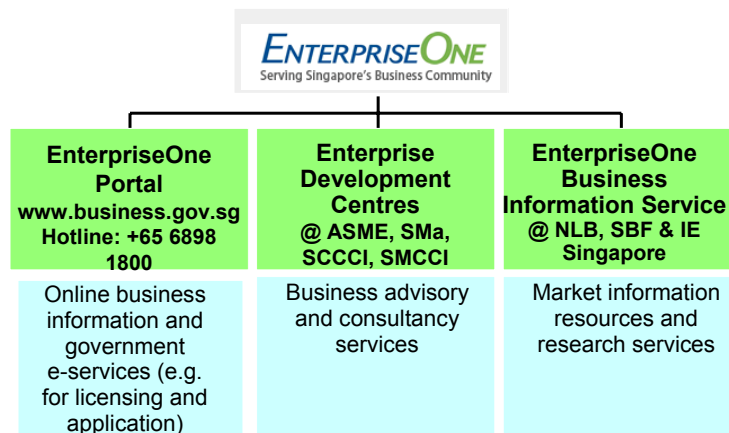 ENTERPRISEONE
Serving Singapore's Business Community
EnterpriseOne
Portal
www.business.gov.sg
Hotline: +65 6898
1800
Online business
information and
government
e-services (e.g.
for licensing and
application)
Enterprise
Development
Centres
@ ASME, SMa,
SCCCI, SMCCI
Business advisory
and consultancy
services
EnterpriseOne
Business
Information Service
@ NLB, SBF & IE
Singapore
Market information
resources and
research services